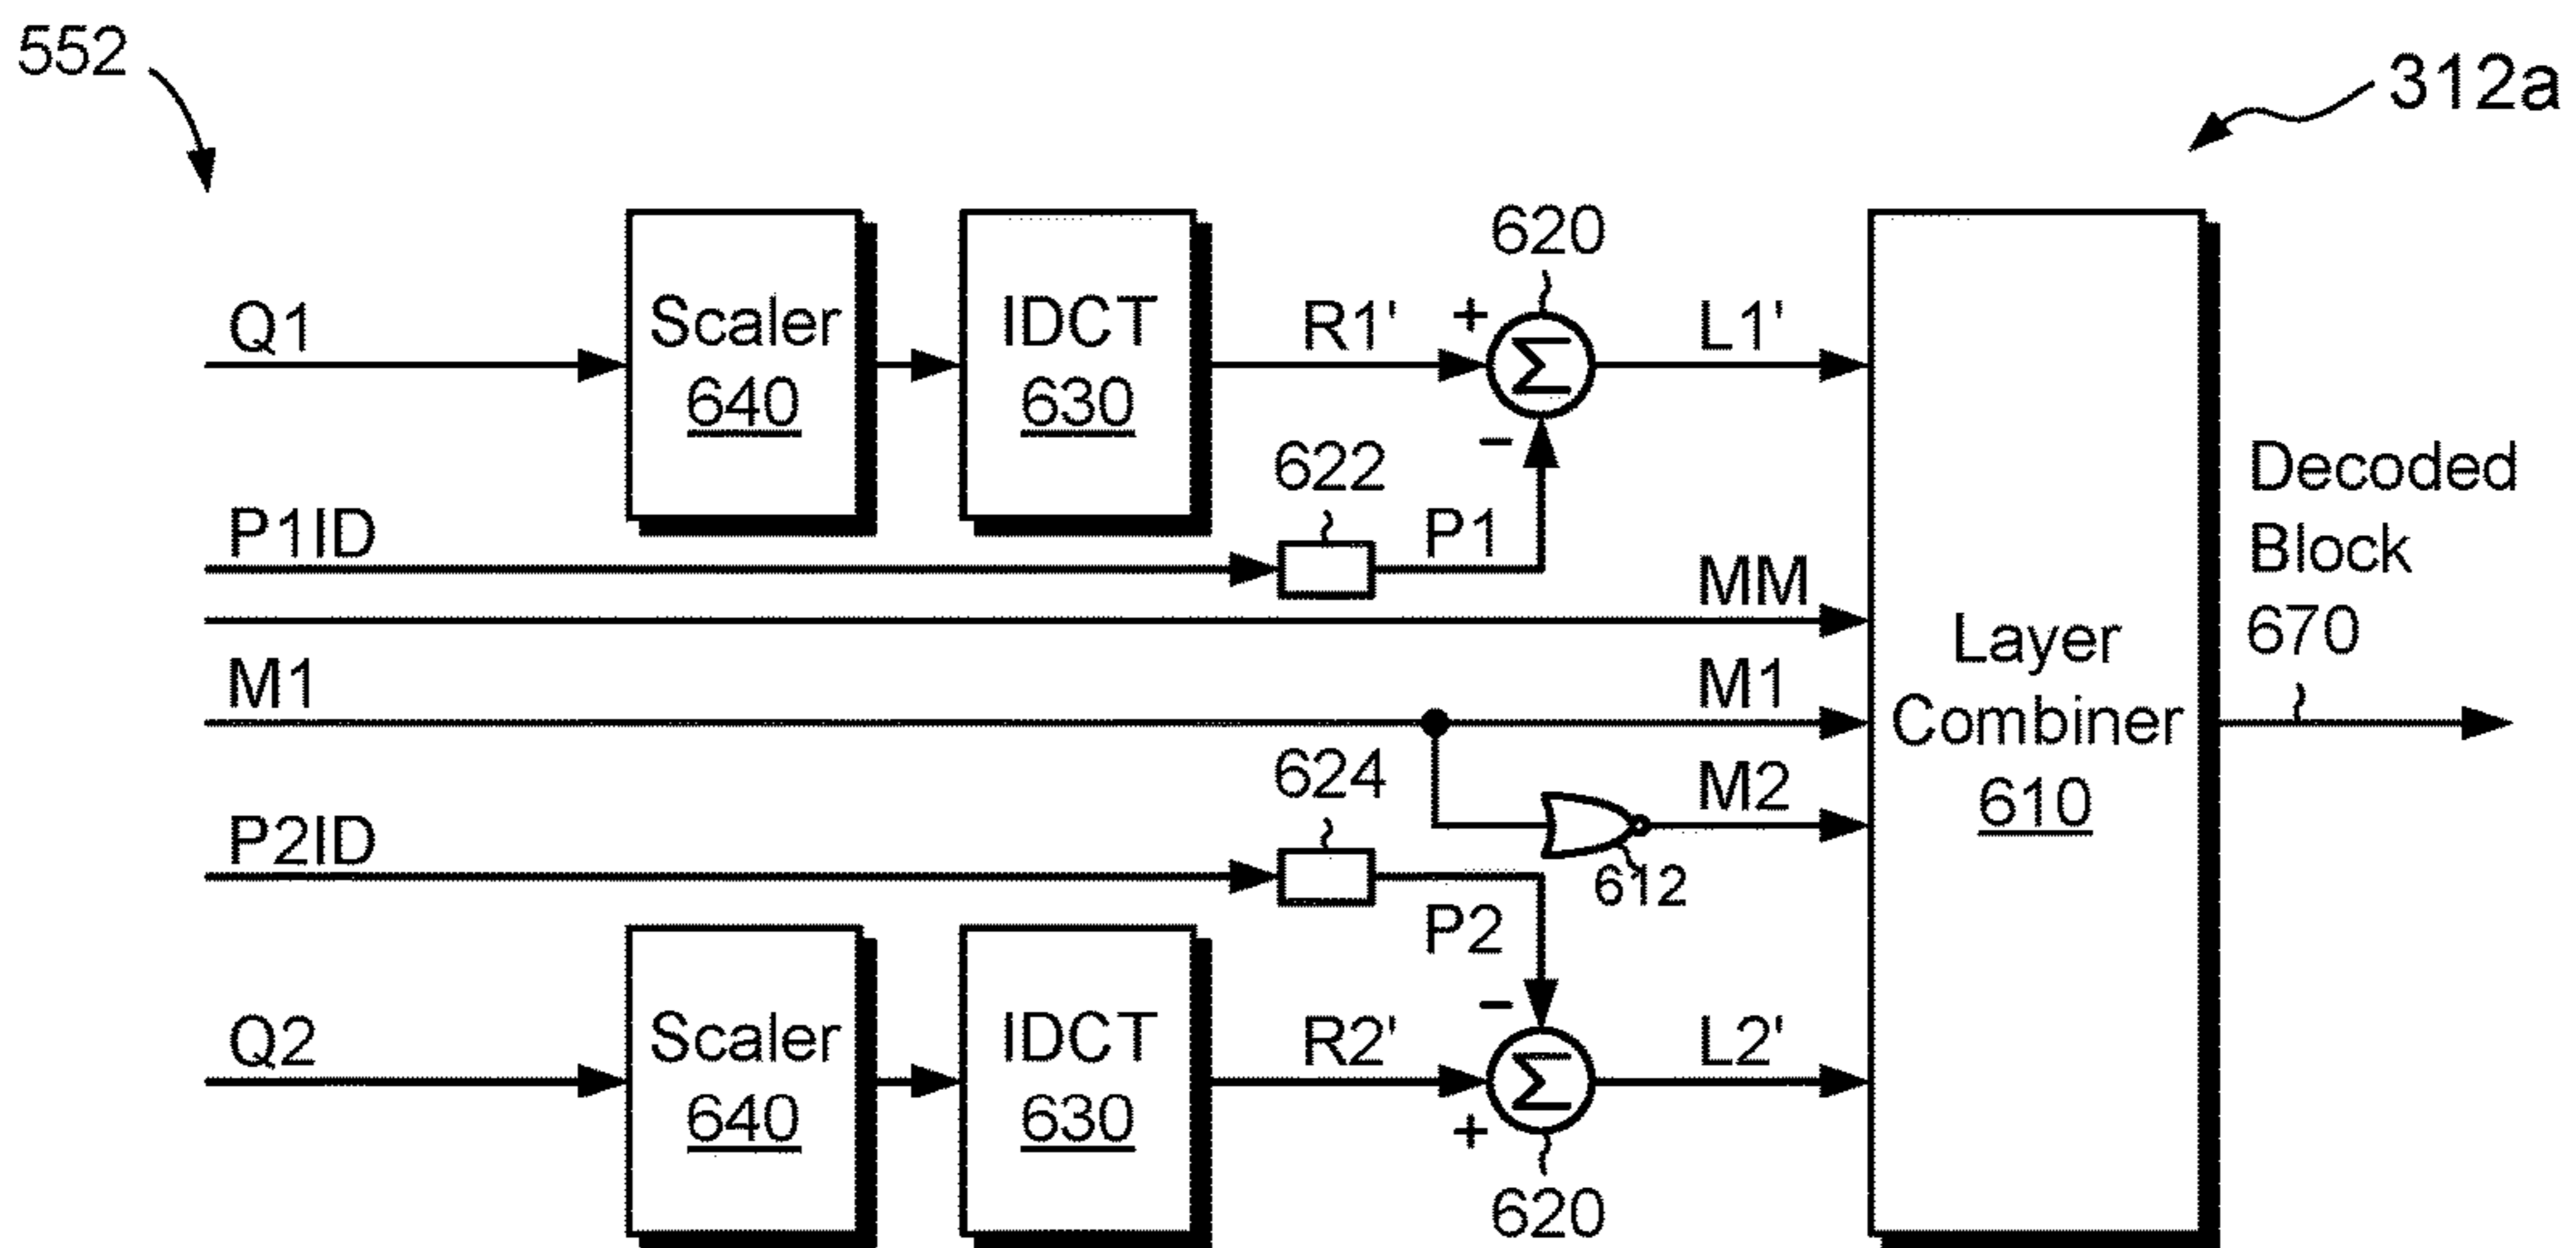 552
312a
620
Q1
Scaler
640
IDCT
630
R1'
+
Σ
L1'
−
622
P1ID
P1
MM
Decoded
Block
670
M1
M1
Layer
Combiner
610
624
M2
P2ID
612
P2
−
Q2
Scaler
640
IDCT
630
R2'
Σ
L2'
+
620